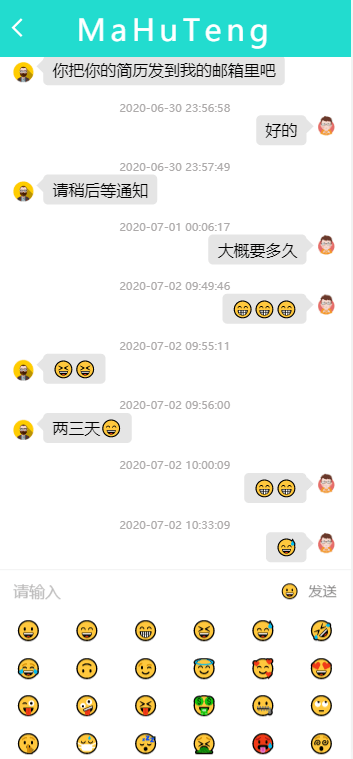 MaHuTeng
你把你的简历发到我的邮箱里吧
2020-06-30 23:56:58
好的
2020-06-30 23:57:49
请稍后等通知
2020-07-01 00:06:17
大概要多久
2020-07-02 09:49:46
😁😁😁
2020-07-02 09:55:11
😆😆
2020-07-02 09:56:00
两三天😄
2020-07-02 10:00:09
😁😁
2020-07-02 10:33:09
😅
请输入 发送